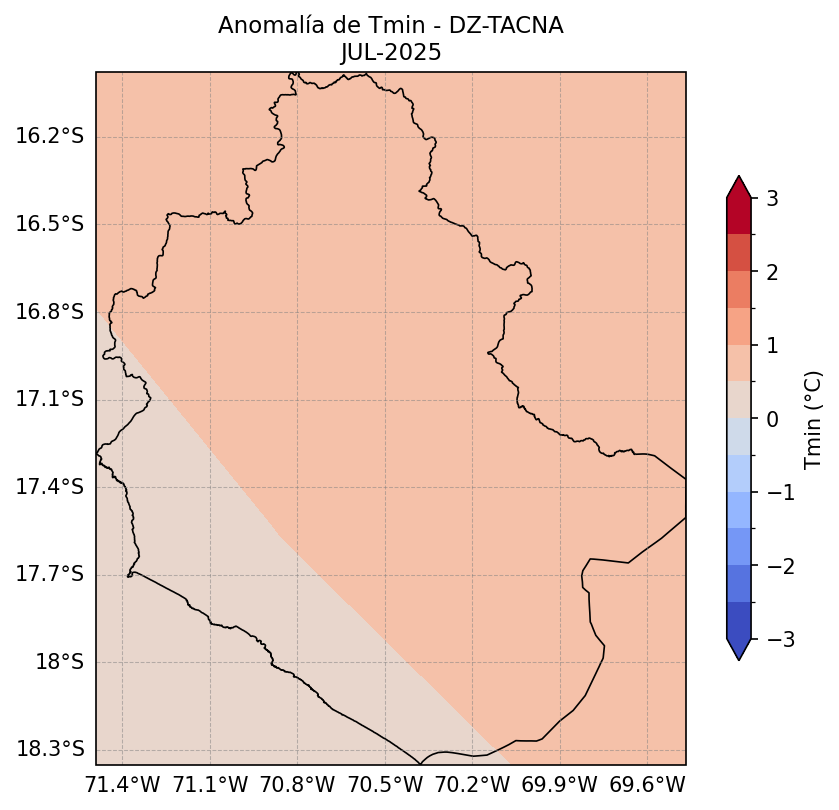 Anomalía de Tmin - DZ-TACNA
JUL-2025
16.2°S
16.5°S
16.8°S
17.1°S
17.4°S
17.7°S
18°S
18.3°S
71.4°W 71.1°W 70.8°W 70.5°W 70.2°W 69.9°W 69.6°W
3
2
1
0
−1
−2
−3
Tmin (°C)